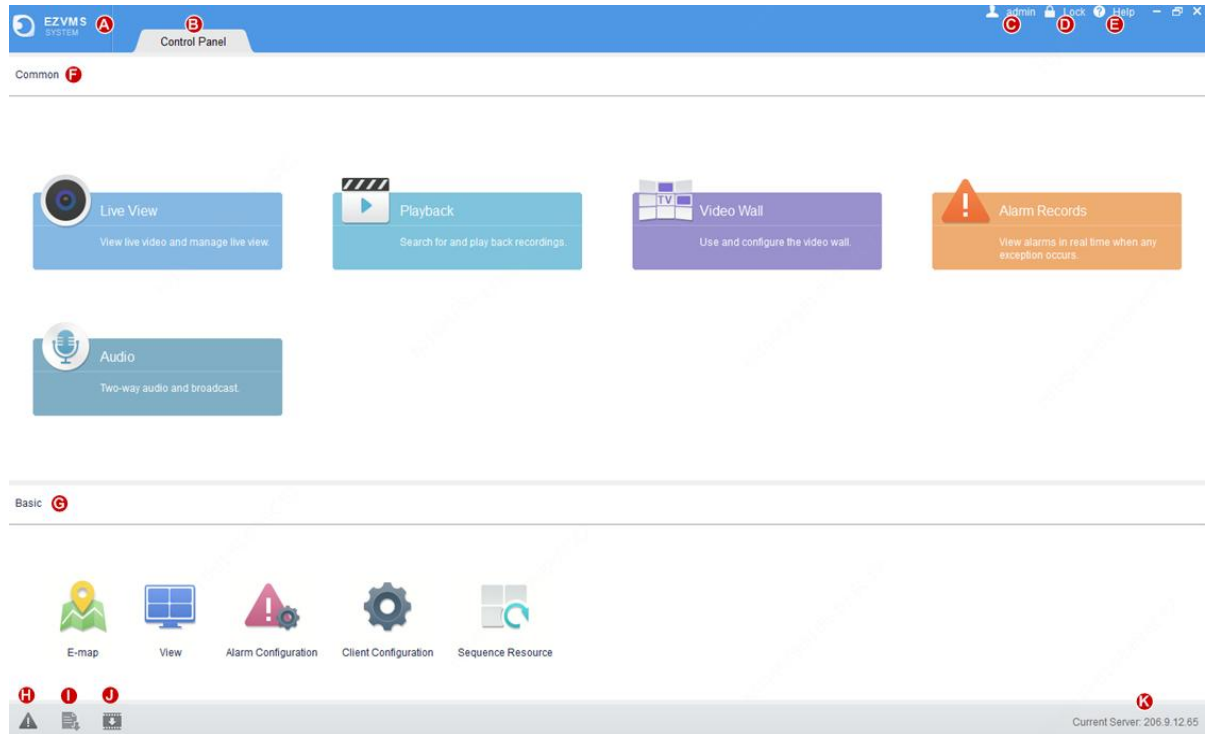 EZVMS
SYSTEM
A
B
Control Panel
admin
Lock
Help
C
D
E
Common
F
Live View
View live video and manage live view.
Playback
Search for and play back recordings.
TV
Video Wall
Use and configure the video wall.
Alarm Records
View alarms in real time when any
exception occurs.
Audio
Two-way audio and broadcast.
Basic
G
E-map
View
Alarm Configuration
Client Configuration
Sequence Resource
H
I
J
K
Current Server: 206.9.12.65